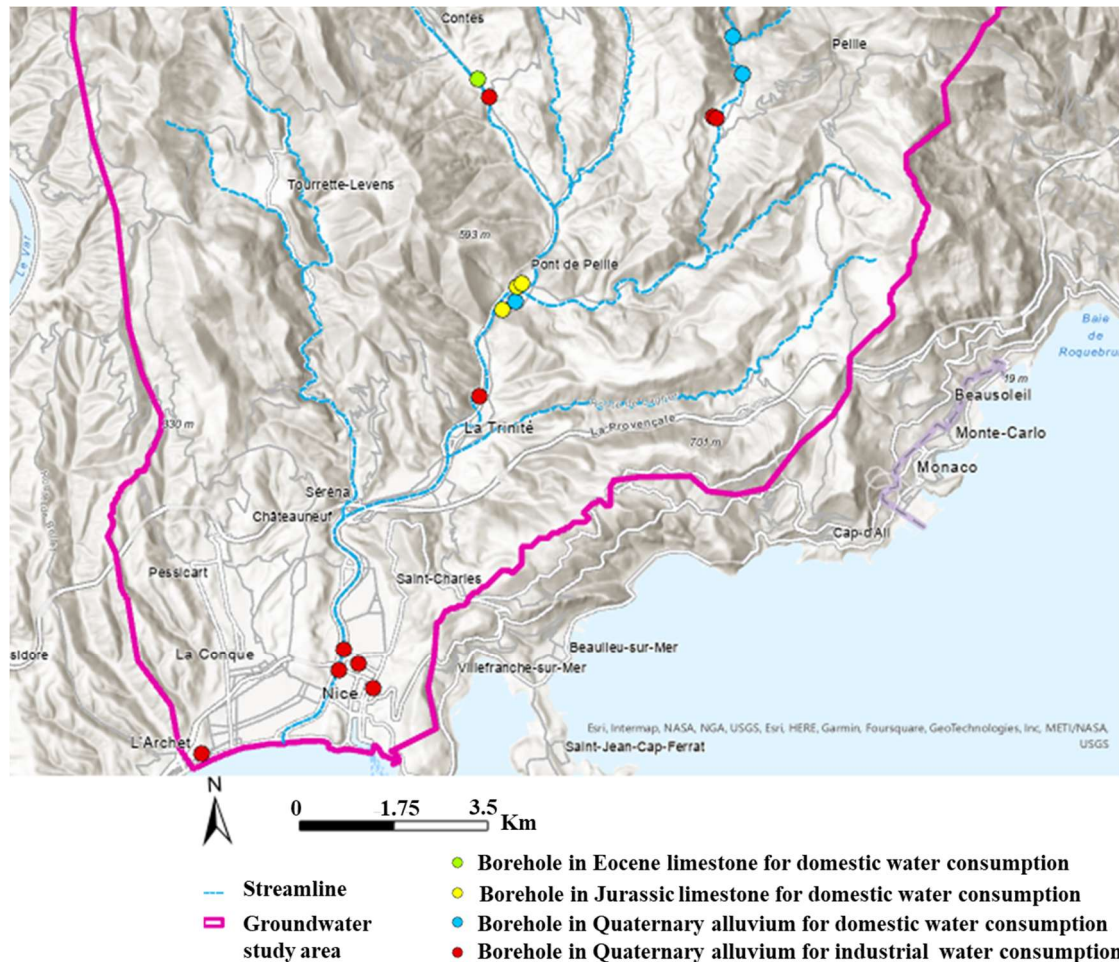 Contes
Peille
Tourrette-Levens
Le Var
593 m
Pont de Peille
Baie
de
Roquebrun
19 m
Beausoleil
La Trinité
La Provençale
330 m
701 m
Monte-Carlo
Monaco
Séréna
Châteauneuf
Cap-d'Ail
Pessicart
Saint-Charles
Beaulieu-sur-Mer
sidore
La Conque
Villefranche-sur-Mer
Nice
Esri, Intermap, NASA, NGA, USGS, Esri, HERE, Garmin, Foursquare, GeoTechnologies, Inc, METI/NASA,
USGS
L'Archet
Saint-Jean-Cap-Ferrat
N
0 1.75 3.5
Km
Streamline
Groundwater
study area
Borehole in Eocene limestone for domestic water consumption
Borehole in Jurassic limestone for domestic water consumption
Borehole in Quaternary alluvium for domestic water consumption
Borehole in Quaternary alluvium for industrial water consumption